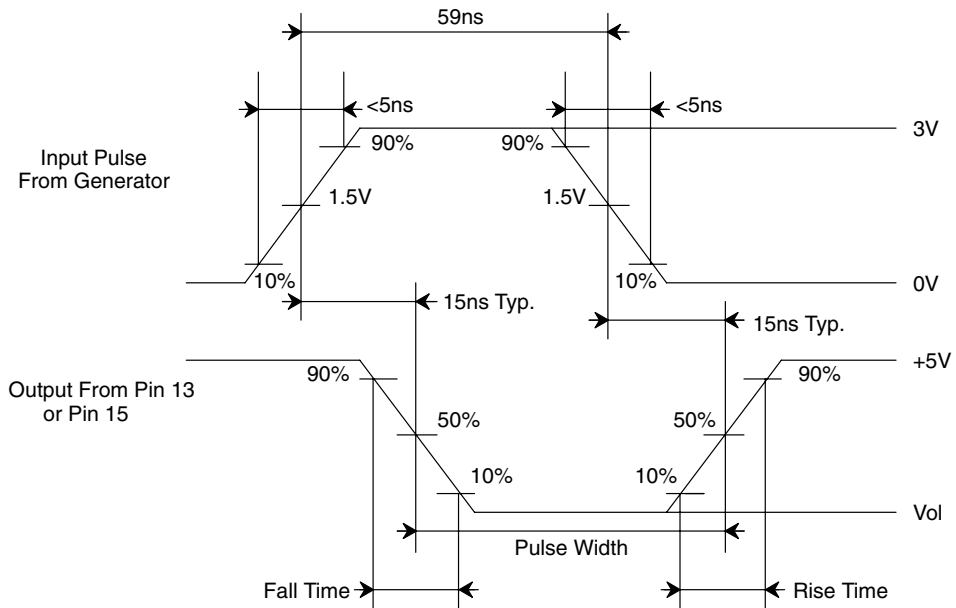 59ns
<5ns
<5ns
3V
90%
90%
Input Pulse
From Generator
1.5V
1.5V
10%
10%
0V
15ns Typ.
15ns Typ.
+5V
90%
90%
Output From Pin 13
or Pin 15
50%
50%
10%
10%
Vol
Pulse Width
Fall Time
Rise Time